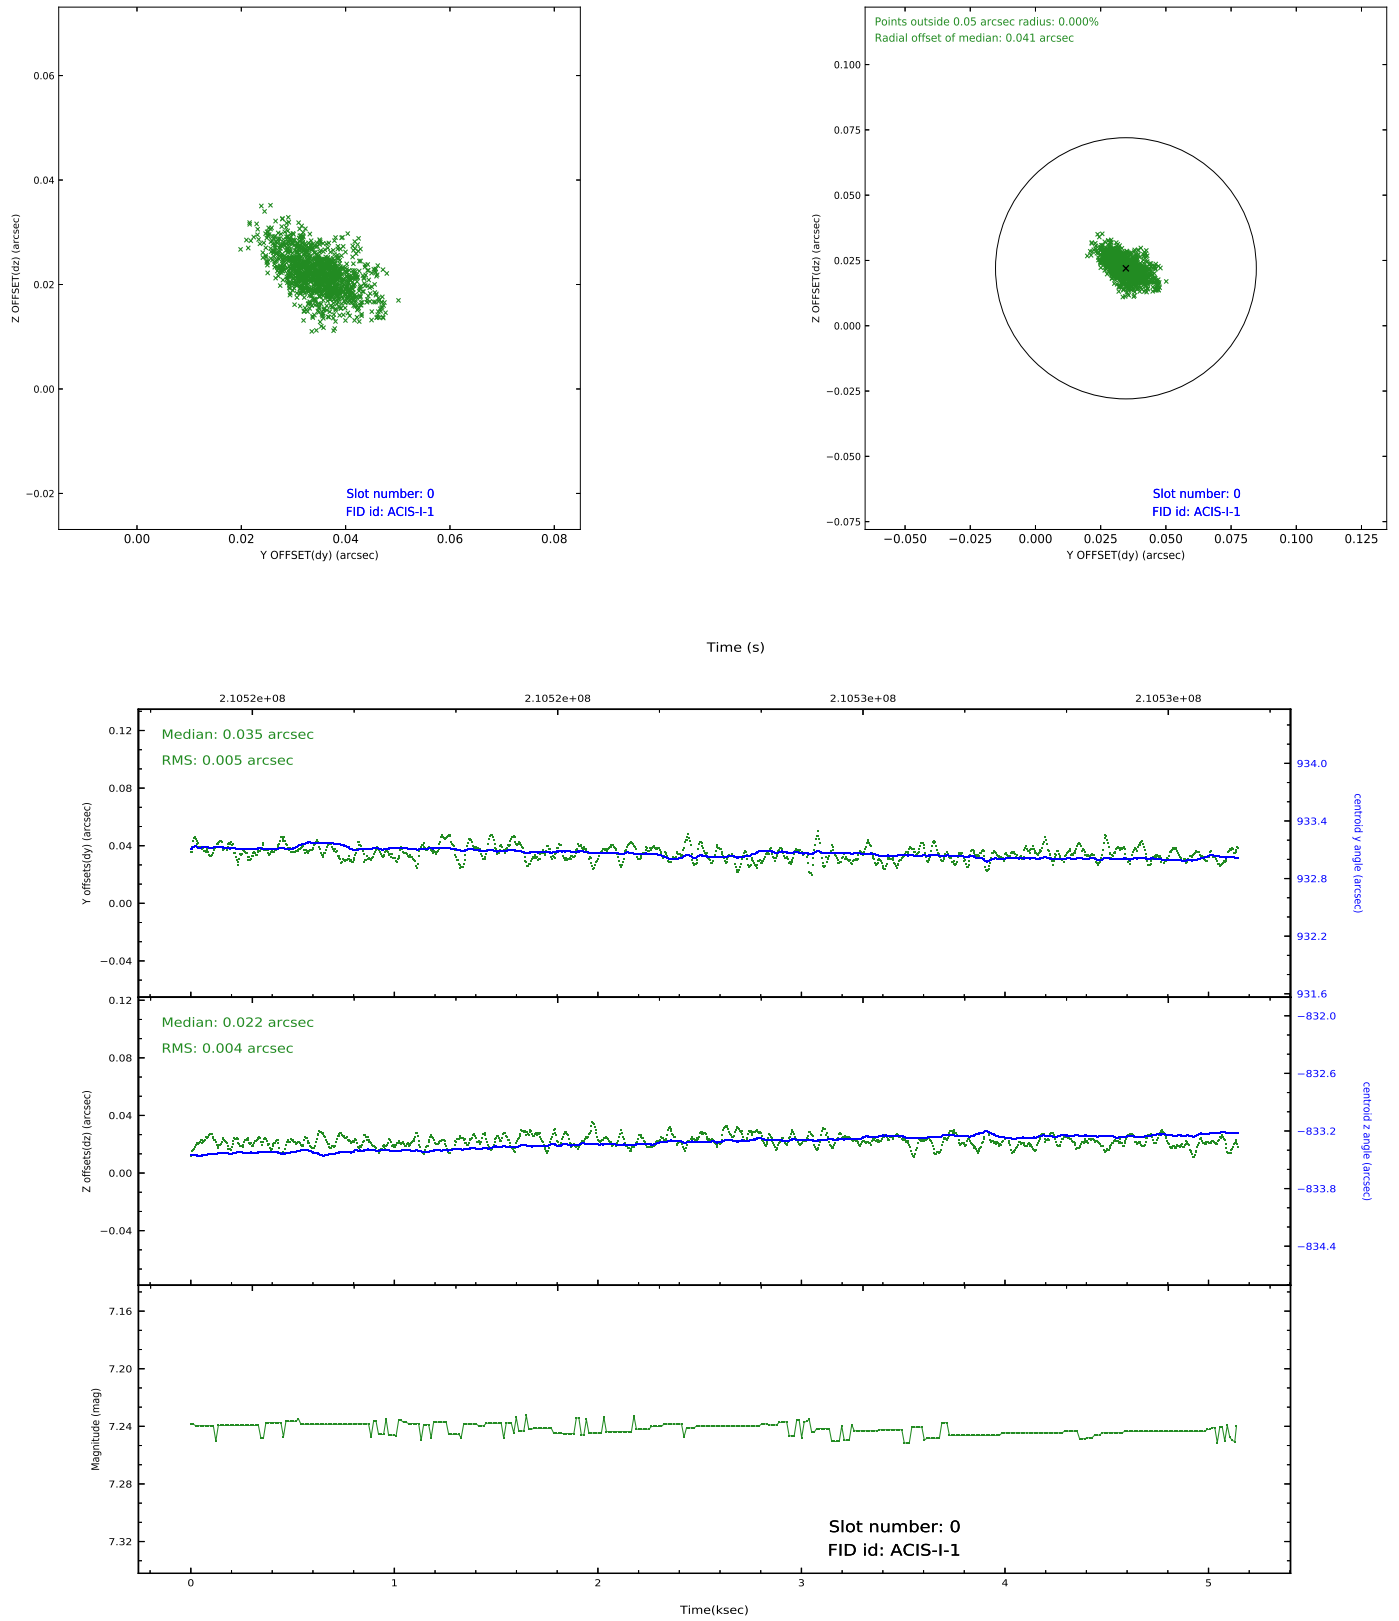 Points outside 0.05 arcsec radius: 0.000%
Radial offset of median: 0.041 arcsec
0.06
0.04
0.02
0.00
−0.02
Z OFFSET(dz) (arcsec)
Slot number: 0
FID id: ACIS-I-1
0.00 0.02 0.04 0.06 0.08
Y OFFSET(dy) (arcsec)
0.100
0.075
0.050
0.025
0.000
−0.025
−0.050
−0.075
Z OFFSET(dz) (arcsec)
Slot number: 0
FID id: ACIS-I-1
−0.050 −0.025 0.000 0.025 0.050 0.075 0.100 0.125
Y OFFSET(dy) (arcsec)
Time (s)
2.1052e+08 2.1052e+08 2.1053e+08 2.1053e+08
Median: 0.035 arcsec
RMS: 0.005 arcsec
0.12
0.08
0.04
0.00
−0.04
Y offsets(dy) (arcsec)
934.0
933.4
932.8
932.2
931.6
centroid y angle (arcsec)
Median: 0.022 arcsec
RMS: 0.004 arcsec
0.12
0.08
0.04
0.00
−0.04
Z offsets(dz) (arcsec)
−832.0
−832.6
−833.2
−833.8
−834.4
centroid z angle (arcsec)
7.16
7.20
7.24
7.28
7.32
Magnitude (mag)
Slot number: 0
FID id: ACIS-I-1
0 1 2 3 4 5
Time(ksec)